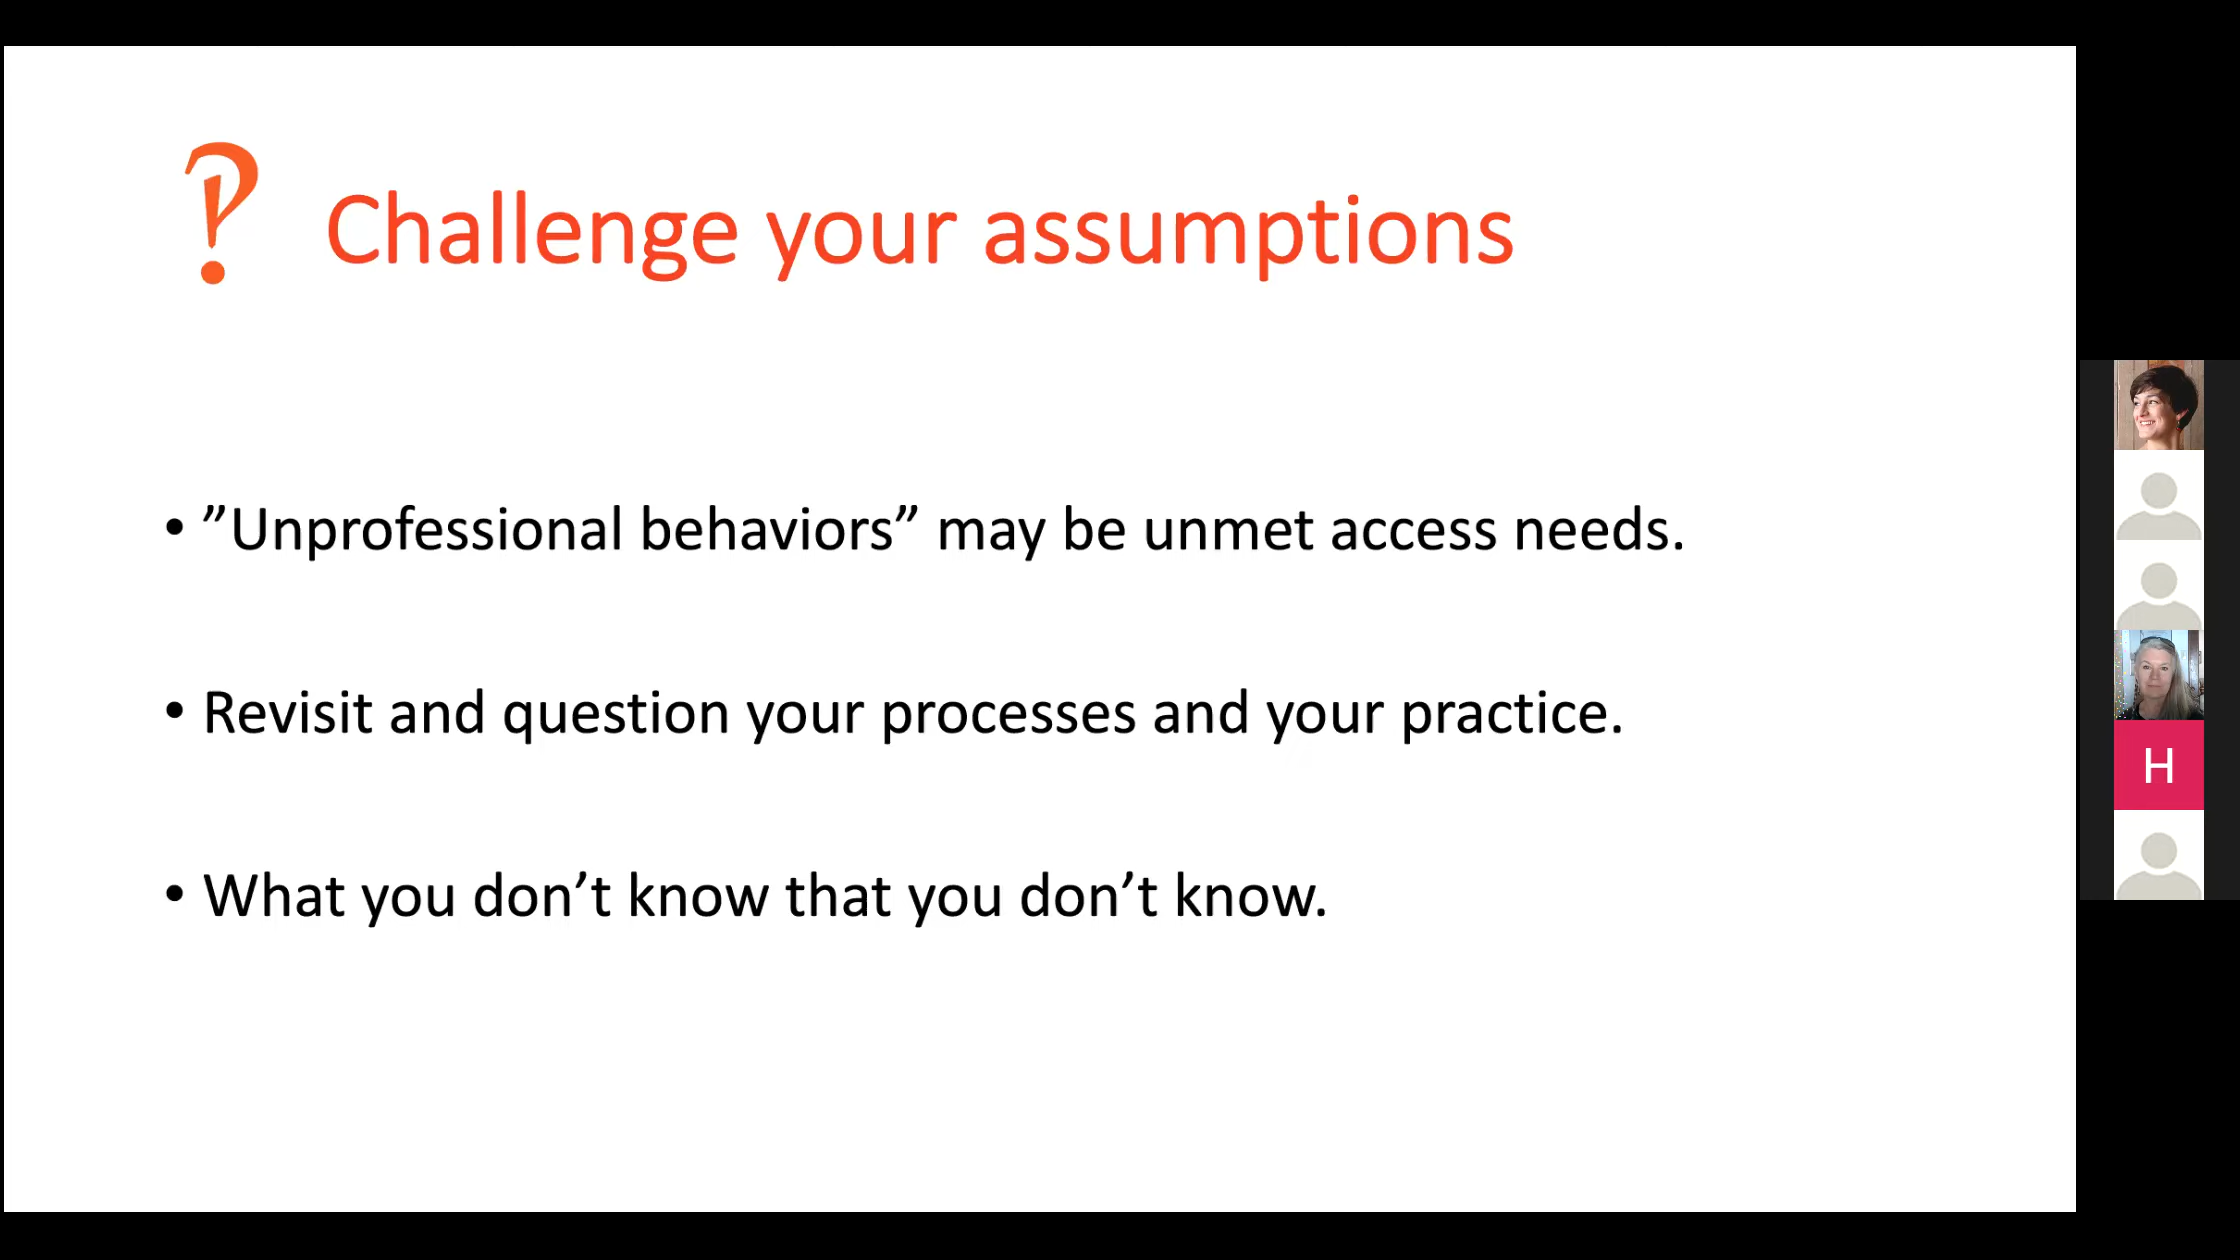 ‽ Challenge your assumptions
• ”Unprofessional behaviors” may be unmet access needs.
• Revisit and question your processes and your practice.
• What you don’t know that you don’t know.
H